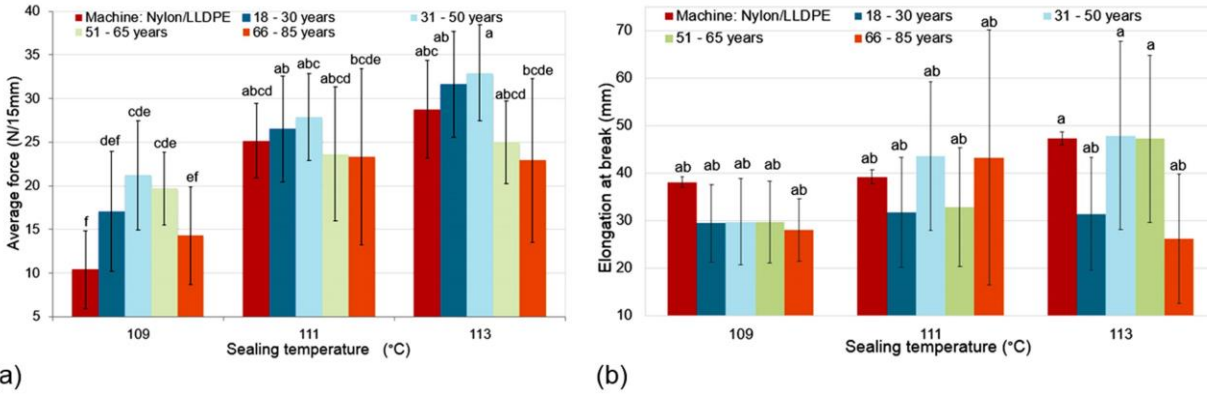 Machine: Nylon/LLDPE 18 - 30 years 31 - 50 years
51 - 65 years 66 - 85 years
Average force (N/15mm)
40
35
30
25
20
15
10
5
f def cde cde ef
abcd ab abc abcd bcde
abc ab a abcd bcde
109 111 113
Sealing temperature (°C)
a)
Machine: Nylon/LLDPE 18 - 30 years 31 - 50 years
51 - 65 years 66 - 85 years
Elongation at break (mm)
70
60
50
40
30
20
10
ab ab ab ab ab
ab ab ab ab ab
a ab a a ab
109 111 113
Sealing temperature (°C)
(b)